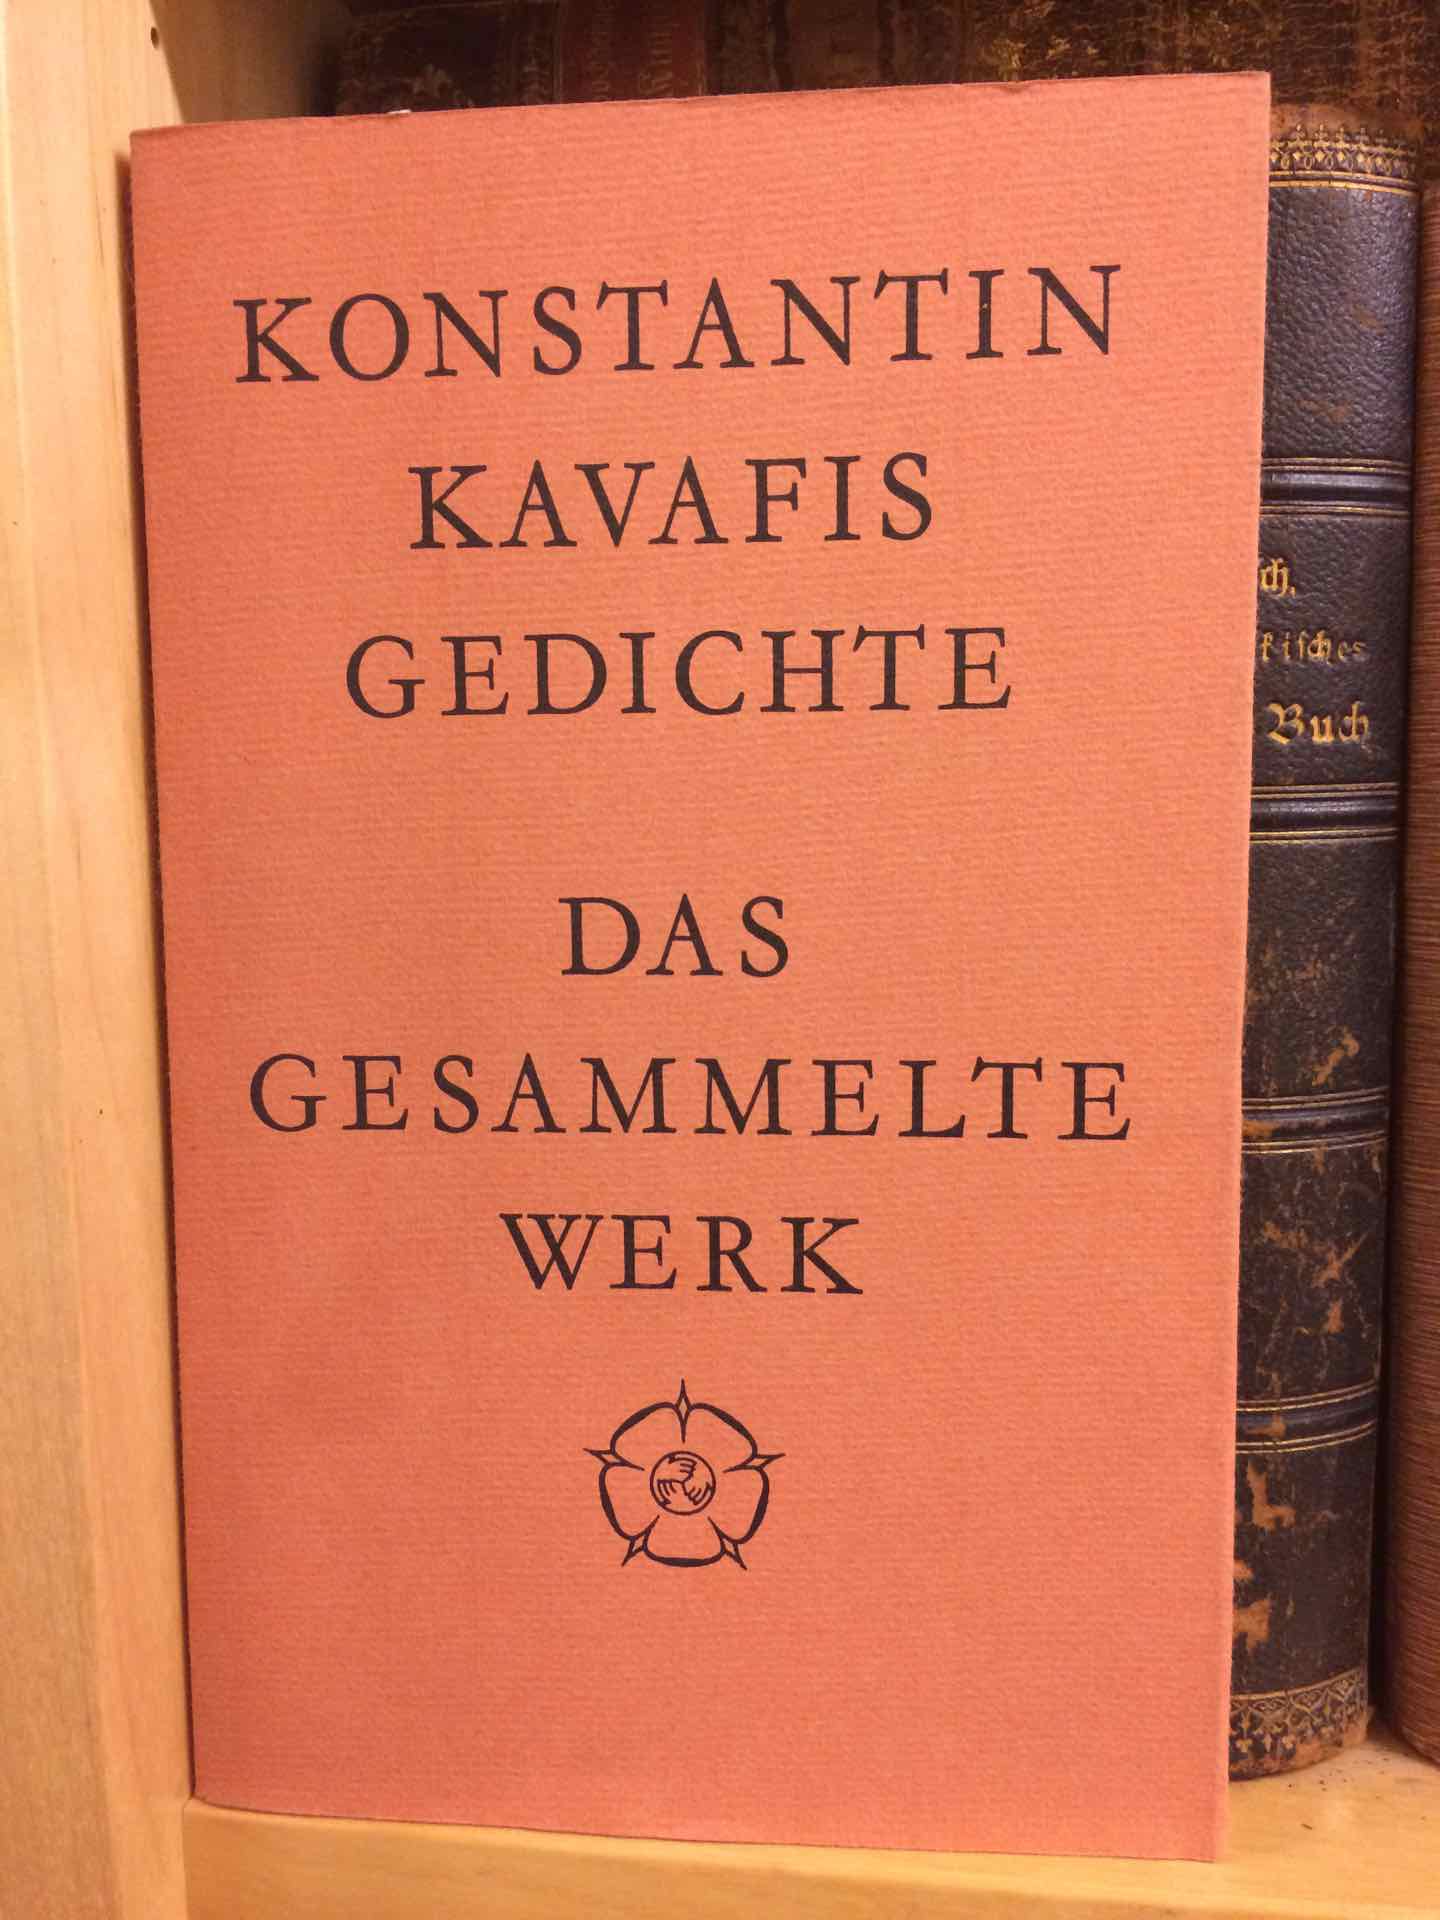 KONSTANTIN
KAVAFIS
GEDICHTE
DAS
GESAMMELTE
WERK
Buch